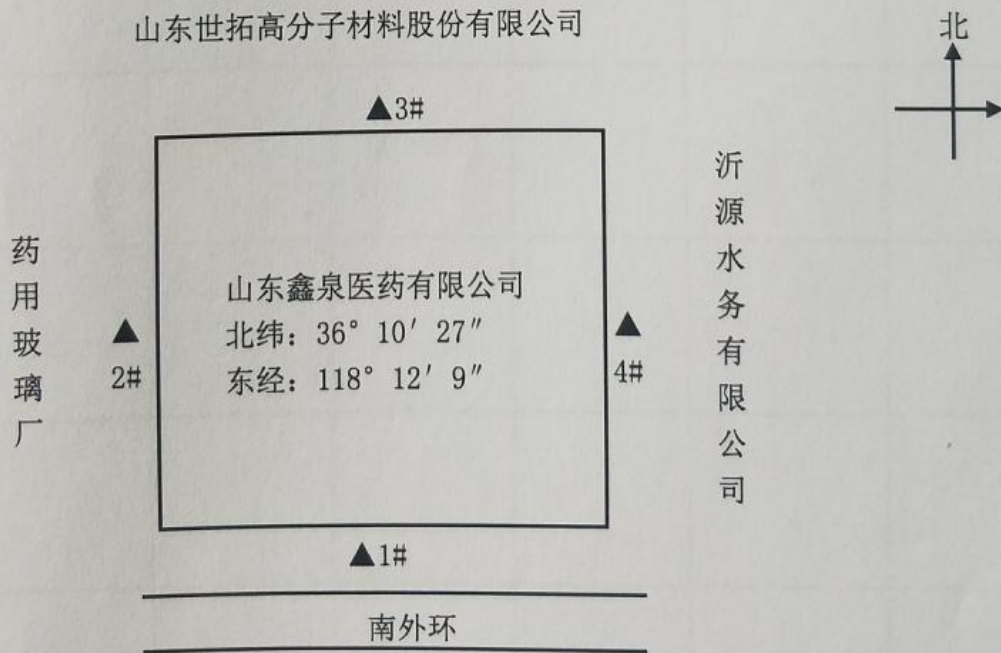 山东世拓高分子材料股份有限公司
北
▲3#
沂源水务有限公司
药用玻璃厂
山东鑫泉医药有限公司
北纬：36° 10′ 27″
东经：118° 12′ 9″
▲
2#
▲
4#
▲1#
南外环